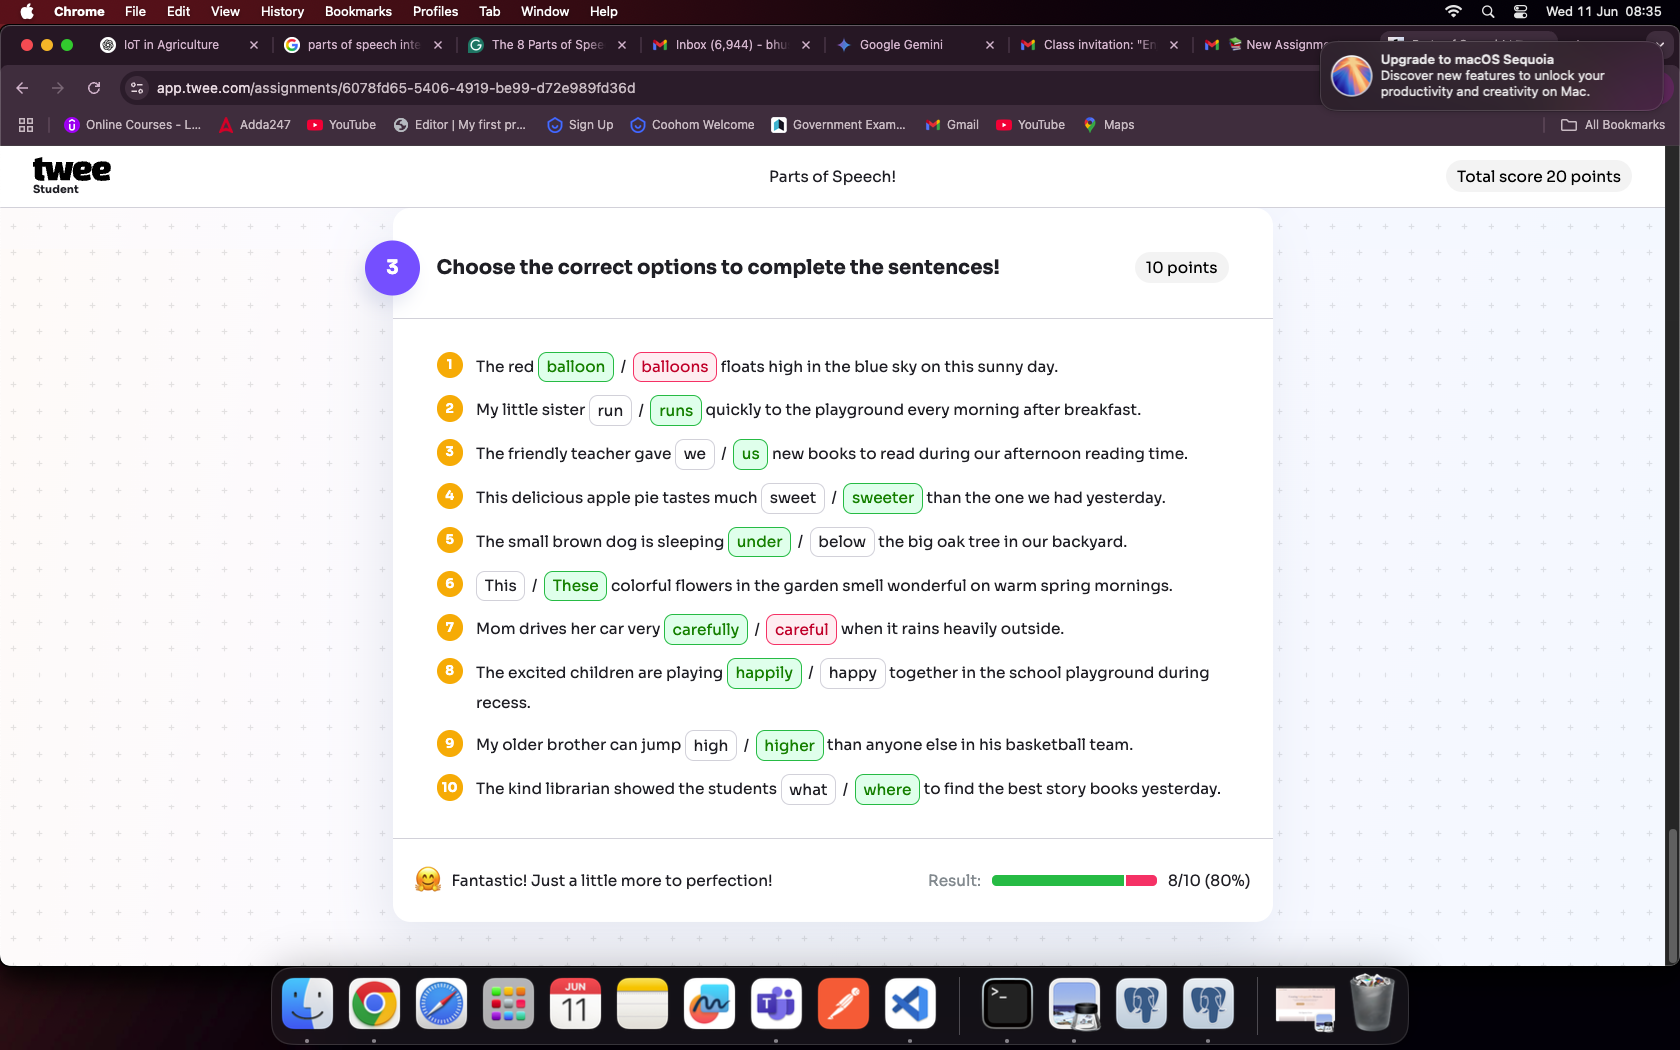 Chrome File Edit View History Bookmarks Profiles Tab Window Help Wed 11 Jun 08:35
IoT in Agriculture
parts of speech inte
The 8 Parts of Spee
Inbox (6,944) - bhu
Google Gemini
Class invitation: "En
New Assignm
Upgrade to macOS Sequoia
Discover new features to unlock your
productivity and creativity on Mac.
app.twee.com/assignments/6078fd65-5406-4919-be99-d72e989fd36d
Online Courses - L... Adda247 YouTube Editor | My first pr... Sign Up Coohom Welcome Government Exam... Gmail YouTube Maps All Bookmarks
twee
Student
Parts of Speech!
Total score 20 points
3 Choose the correct options to complete the sentences! 10 points
1 The red balloon / balloons floats high in the blue sky on this sunny day.
2 My little sister run / runs quickly to the playground every morning after breakfast.
3 The friendly teacher gave we / us new books to read during our afternoon reading time.
4 This delicious apple pie tastes much sweet / sweeter than the one we had yesterday.
5 The small brown dog is sleeping under / below the big oak tree in our backyard.
6 This / These colorful flowers in the garden smell wonderful on warm spring mornings.
7 Mom drives her car very carefully / careful when it rains heavily outside.
8 The excited children are playing happily / happy together in the school playground during
recess.
9 My older brother can jump high / higher than anyone else in his basketball team.
10 The kind librarian showed the students what / where to find the best story books yesterday.
Fantastic! Just a little more to perfection! Result: 8/10 (80%)
JUN
11